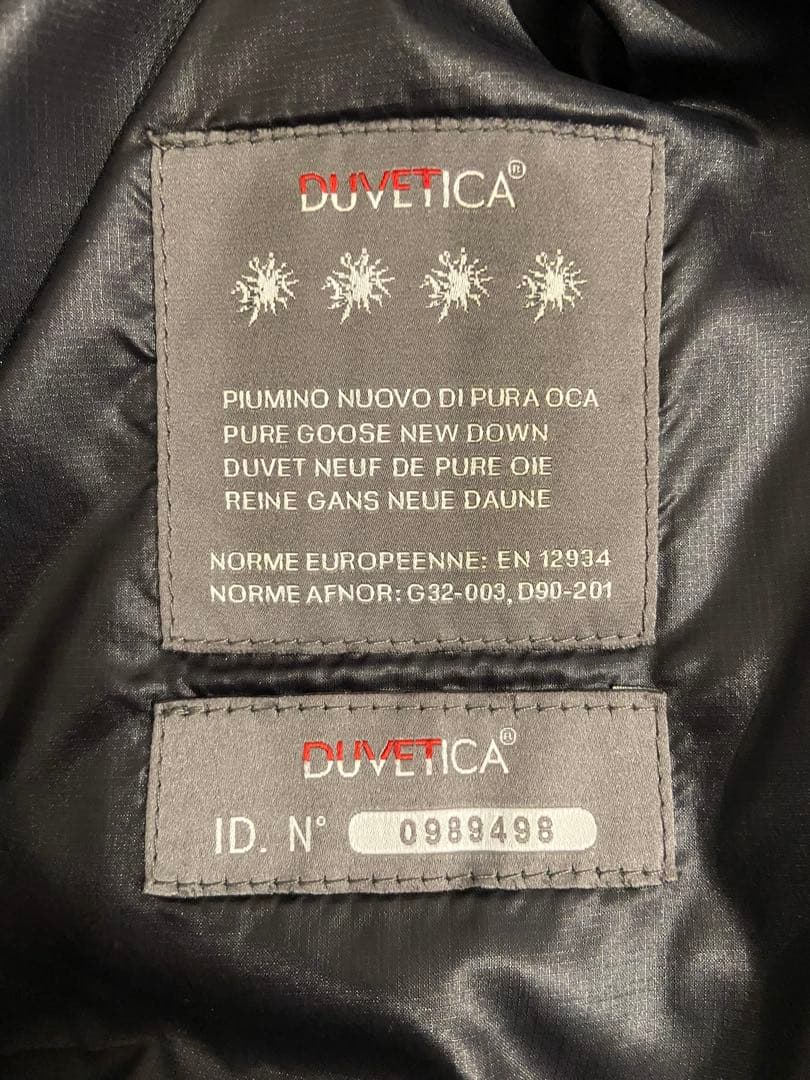 DUVETICA®
PIUMINO NUOVO DI PURA OCA
PURE GOOSE NEW DOWN
DUVET NEUF DE PURE OIE
REINE GANS NEUE DAUNE
NORME EUROPEENNE: EN 12934
NORME AFNOR: G32-003, D90-201
DUVETICA®
ID. N° 0989498